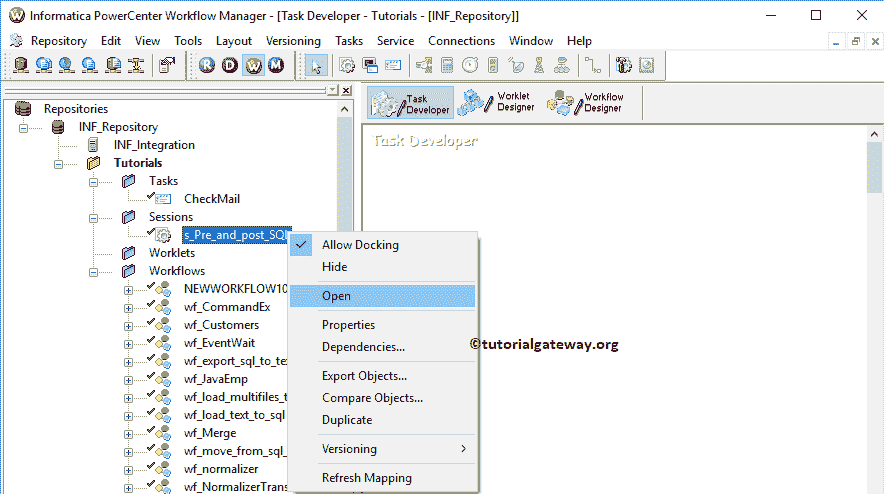 Informatica PowerCenter Workflow Manager - [Task Developer - Tutorials - [INF_Repository]]
Repository Edit View Tools Layout Versioning Tasks Service Connections Window Help
R D W M
Task Developer
Worklet Designer
Workflow Designer
Repositories
INF_Repository
INF_Integration
Tutorials
Tasks
CheckMail
Sessions
s_Pre_and_post_SQL
Worklets
Workflows
NEWWORKFLOW10
wf_CommandEx
wf_Customers
wf_EventWait
wf_export_sql_to_te
wf_JavaEmp
wf_load_multifiles_t
wf_load_text_to_sql
wf_Merge
wf_move_from_sql_
wf_normalizer
wf_NormalizerTrans
Task Developer
Allow Docking
Hide
Open
Properties
Dependencies...
Export Objects...
Compare Objects...
Duplicate
Versioning
Refresh Mapping
©tutorialgateway.org